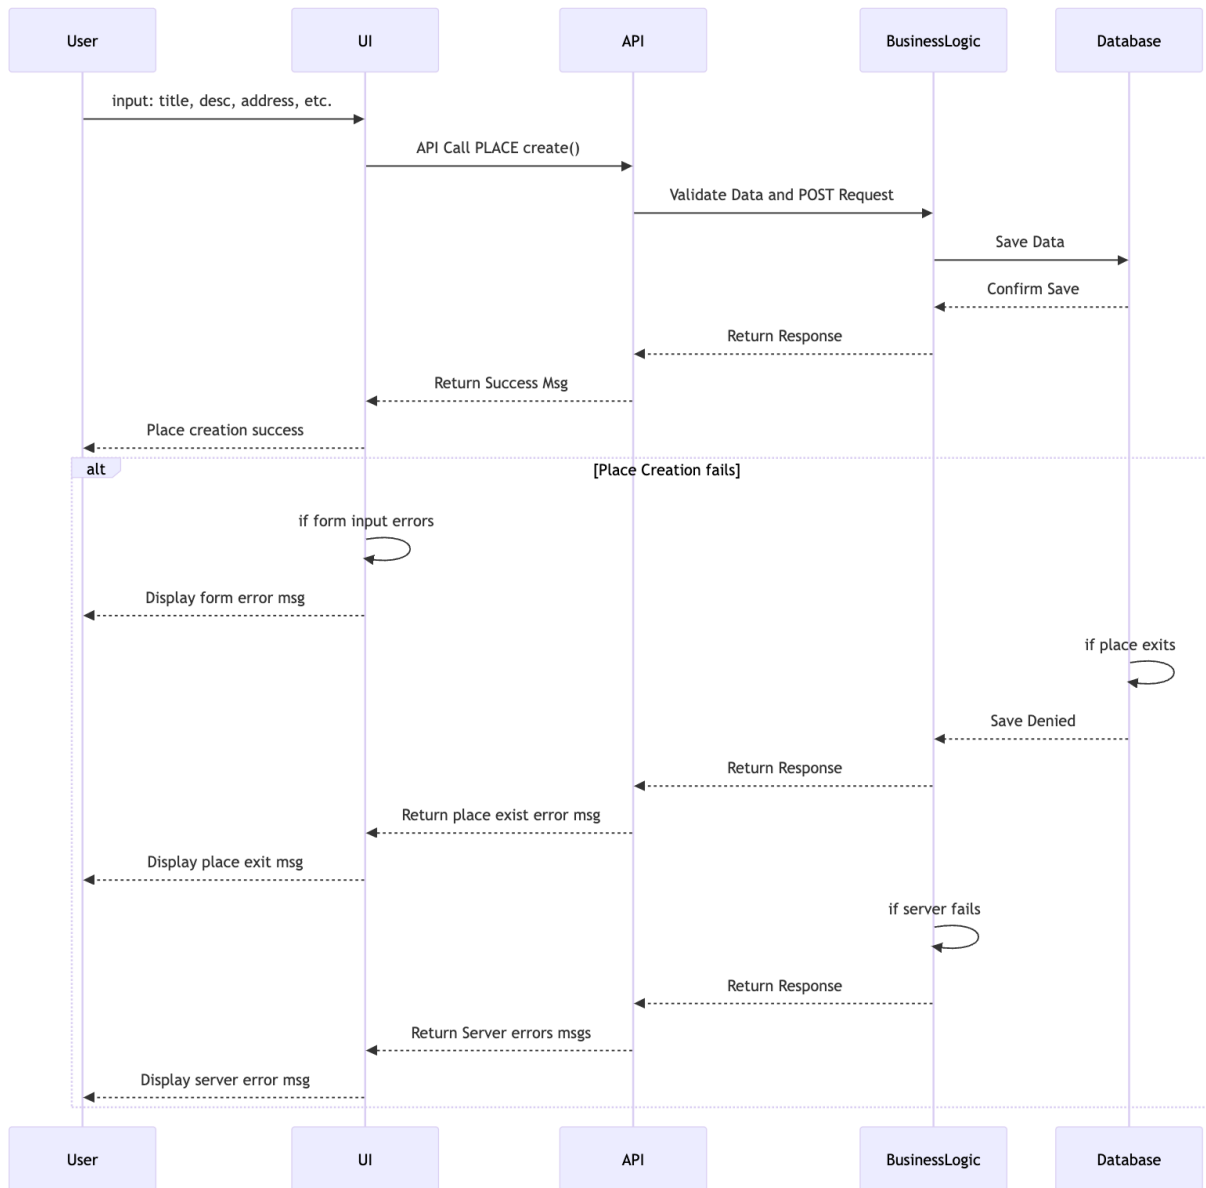 User
UI
API
BusinessLogic
Database
input: title, desc, address, etc.
API Call PLACE create()
Validate Data and POST Request
Save Data
Confirm Save
Return Response
Return Success Msg
Place creation success
alt
[Place Creation fails]
if form input errors
Display form error msg
if place exits
Save Denied
Return Response
Return place exist error msg
Display place exit msg
if server fails
Return Response
Return Server errors msgs
Display server error msg
User
UI
API
BusinessLogic
Database